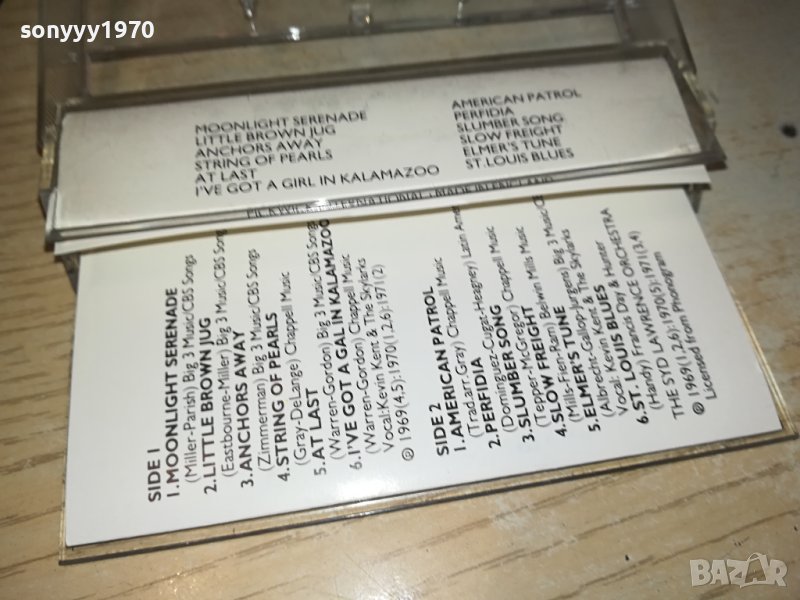 sonyyy1970
MOONLIGHT SERENADE
LITTLE BROWN JUG
ANCHORS AWAY
STRING OF PEARLS
AT LAST
I'VE GOT A GIRL IN KALAMAZOO
AMERICAN PATROL
PERFIDIA
SLUMBER SONG
SLOW FREIGHT
ELMER'S TUNE
ST. LOUIS BLUES
SIDE 1
1. MOONLIGHT SERENADE
(Miller-Parish) Big 3 Music/CBS Songs
2. LITTLE BROWN JUG
(Eastbourne-Miller) Big 3 Music/CBS Songs
3. ANCHORS AWAY
(Zimmerman) Big 3 Music/CBS Songs
4. STRING OF PEARLS
(Gray-DeLange) Chappell Music
5. AT LAST
(Warren-Gordon) Big 3 Music/CBS Songs
6. I'VE GOT A GAL IN KALAMAZOO
(Warren-Gordon) Chappell Music
Vocal: Kevin Kent & The Skylarks
℗ 1969 (4.5): 1970 (1.2.6): 1971 (2)
SIDE 2
1. AMERICAN PATROL
(Trad. arr. Gray) Chappell Music
2. PERFIDIA
(Dominguez-Cugat-Heagney) Latin Amer
3. SLUMBER SONG
(Tepper-McGregor) Chappell Music
4. SLOW FREIGHT
(Mills-Fien-Ram) Belwin Mills Music
5. ELMER'S TUNE
(Albrecht-Gallop-Jurgens) Big 3 Music/C
Vocal: Kevin Kent & The Skylarks
6. ST. LOUIS BLUES
(Handy) Francis Day & Hunter
THE SYD LAWRENCE ORCHESTRA
℗ 1969 (1.2.6): 1970 (5): 1971 (3.4)
Licensed from Phonogram
BAZAR